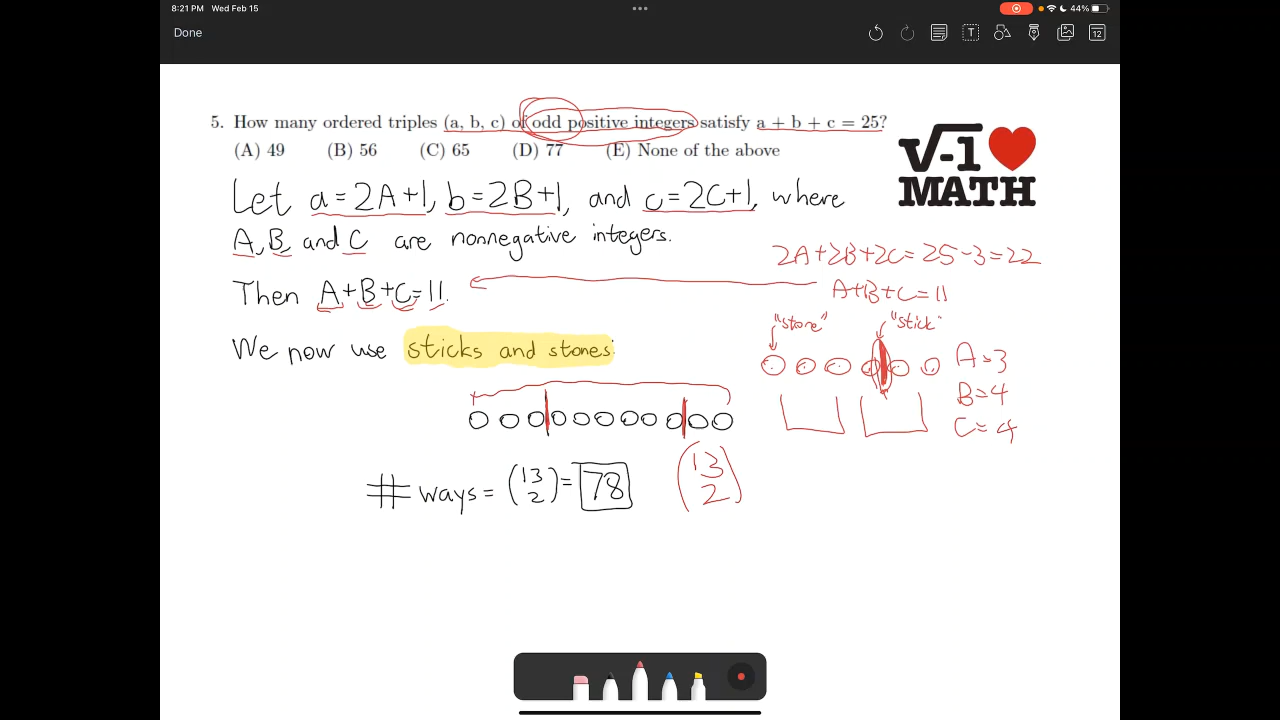 8:21 PM Wed Feb 15
44%
Done
12
5. How many ordered triples (a, b, c) of odd positive integers satisfy a + b + c = 25?
(A) 49 (B) 56 (C) 65 (D) 77 (E) None of the above
√-1
MATH
Let a=2A+1, b=2B+1, and c=2C+1, where
A, B and C are nonnegative integers.
2A+2B+2C=25-3=22
A+B+C=11
Then A+B+C=11.
"stone" "stick"
We now use sticks and stones:
A=3
B=4
C=4
# ways = (13 2) = 78
(13 2)